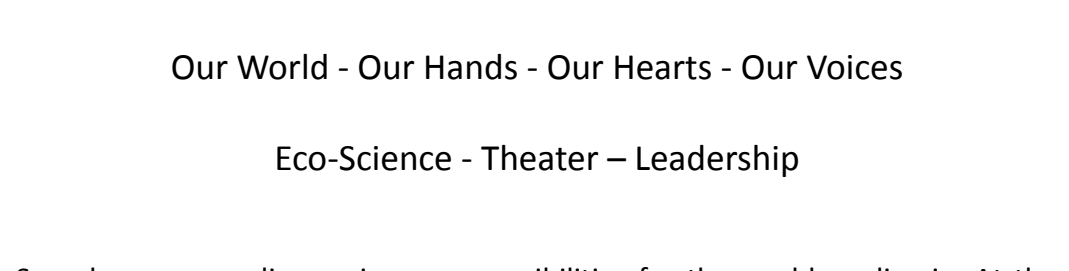 Our World - Our Hands - Our Hearts - Our Voices
Eco-Science - Theater – Leadership